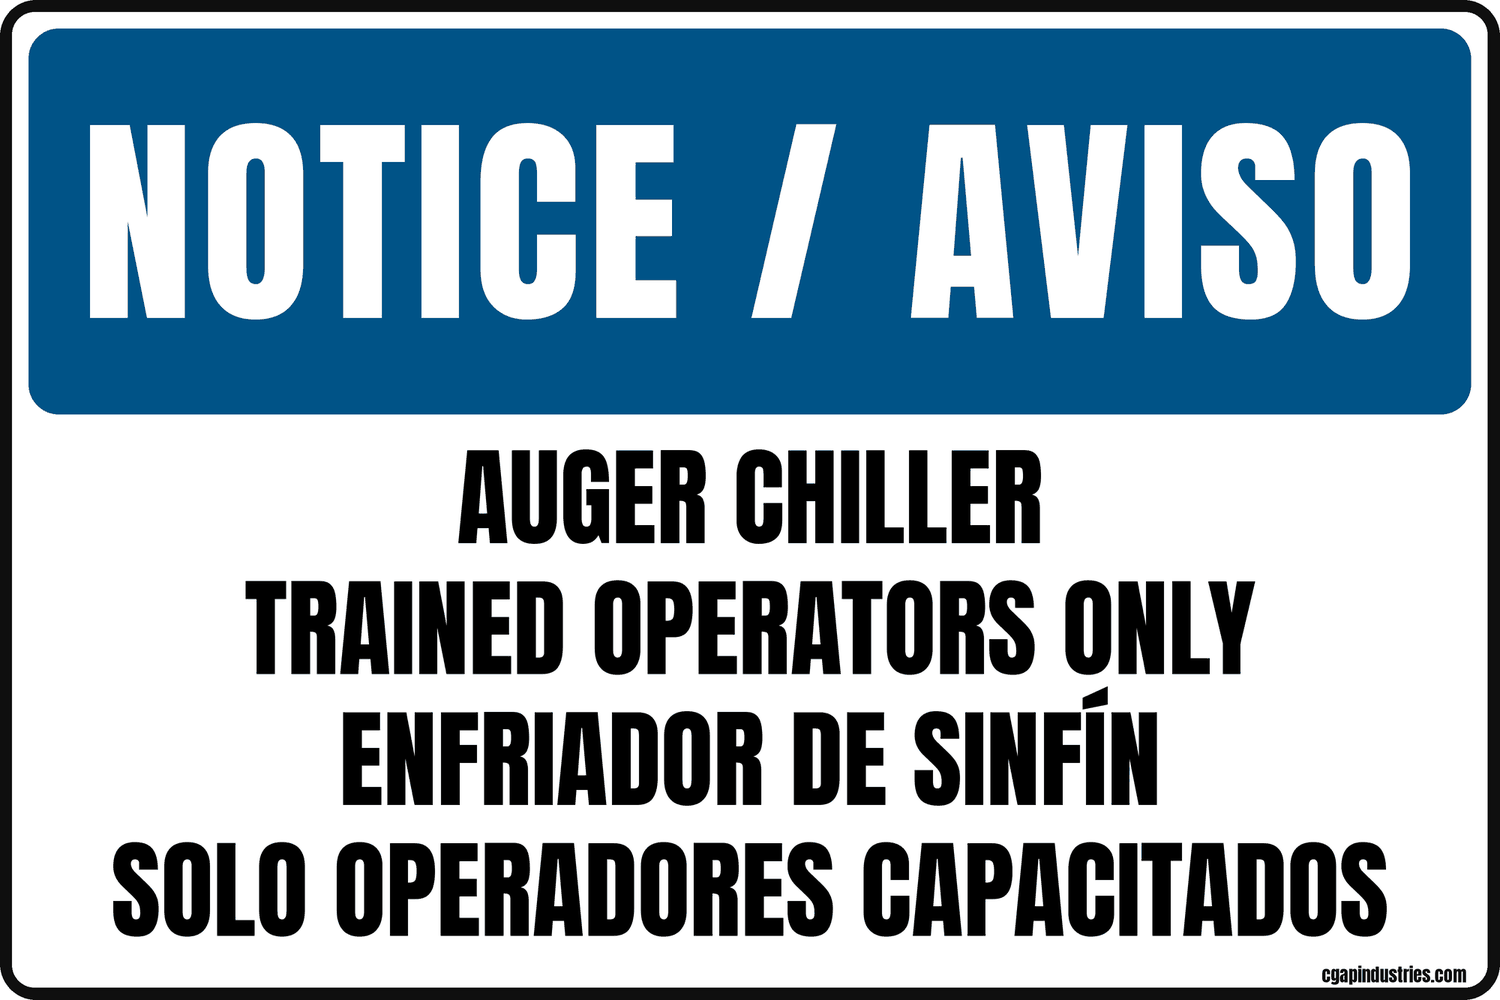 NOTICE / AVISO
AUGER CHILLER
TRAINED OPERATORS ONLY
ENFRIADOR DE SINFÍN
SOLO OPERADORES CAPACITADOS
cgapindustries.com